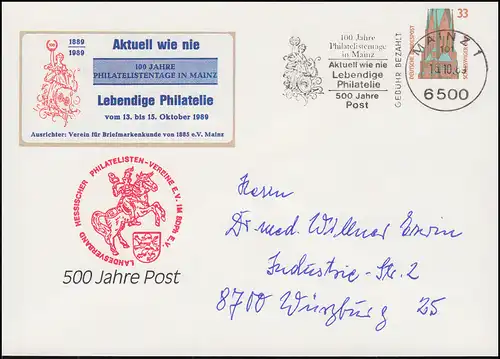 1889
1989
Aktuell wie nie
100 JAHRE
PHILATELISTENTAGE IN MAINZ
Lebendige Philatelie
vom 13. bis 15. Oktober 1989
Ausrichter: Verein für Briefmarkenkunde von 1885 e.V. Mainz
100 Jahre
Philatelistentage
in Mainz
Aktuell wie nie
Lebendige
Philatelie
500 Jahre
Post
GEBÜHR BEZAHLT
DEUTSCHE BUNDESPOST
33
MAINZ 1
6500
LANDESVERBAND HESSISCHER PHILATELISTEN-VEREINE E.V. IM BDPh E.V.
500 Jahre Post
Herrn
Dr. med. Willner Erwin
Industrie-Str. 2
8700 Würzburg 25